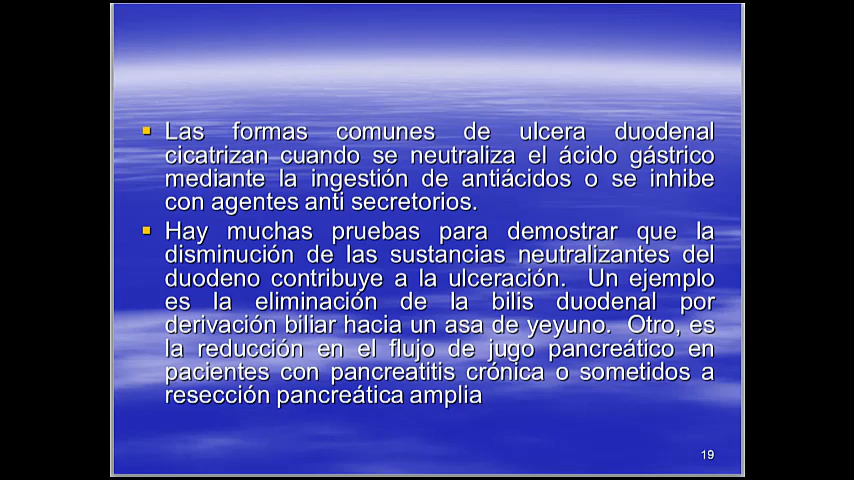 Las formas comunes de ulcera duodenal
cicatrizan cuando se neutraliza el ácido gástrico
mediante la ingestión de antiácidos o se inhibe
con agentes anti secretorios.
Hay muchas pruebas para demostrar que la
disminución de las sustancias neutralizantes del
duodeno contribuye a la ulceración. Un ejemplo
es la eliminación de la bilis duodenal por
derivación biliar hacia un asa de yeyuno. Otro, es
la reducción en el flujo de jugo pancreático en
pacientes con pancreatitis crónica o sometidos a
resección pancreática amplia
19